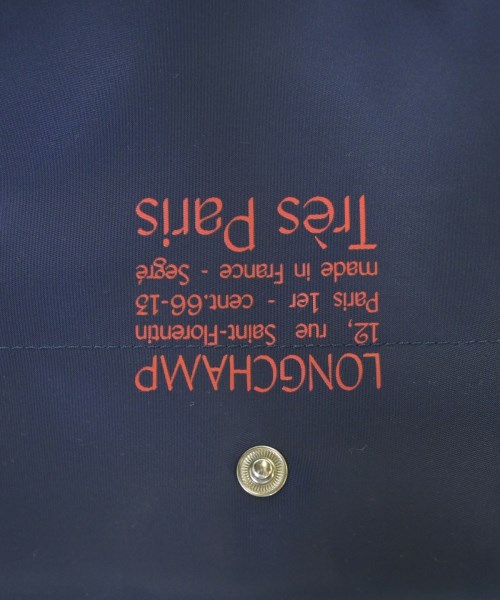 LONGCHAMP
12, rue Saint-Florentin
Paris 1er - cent.66-13
made in France - Segré
Très Paris